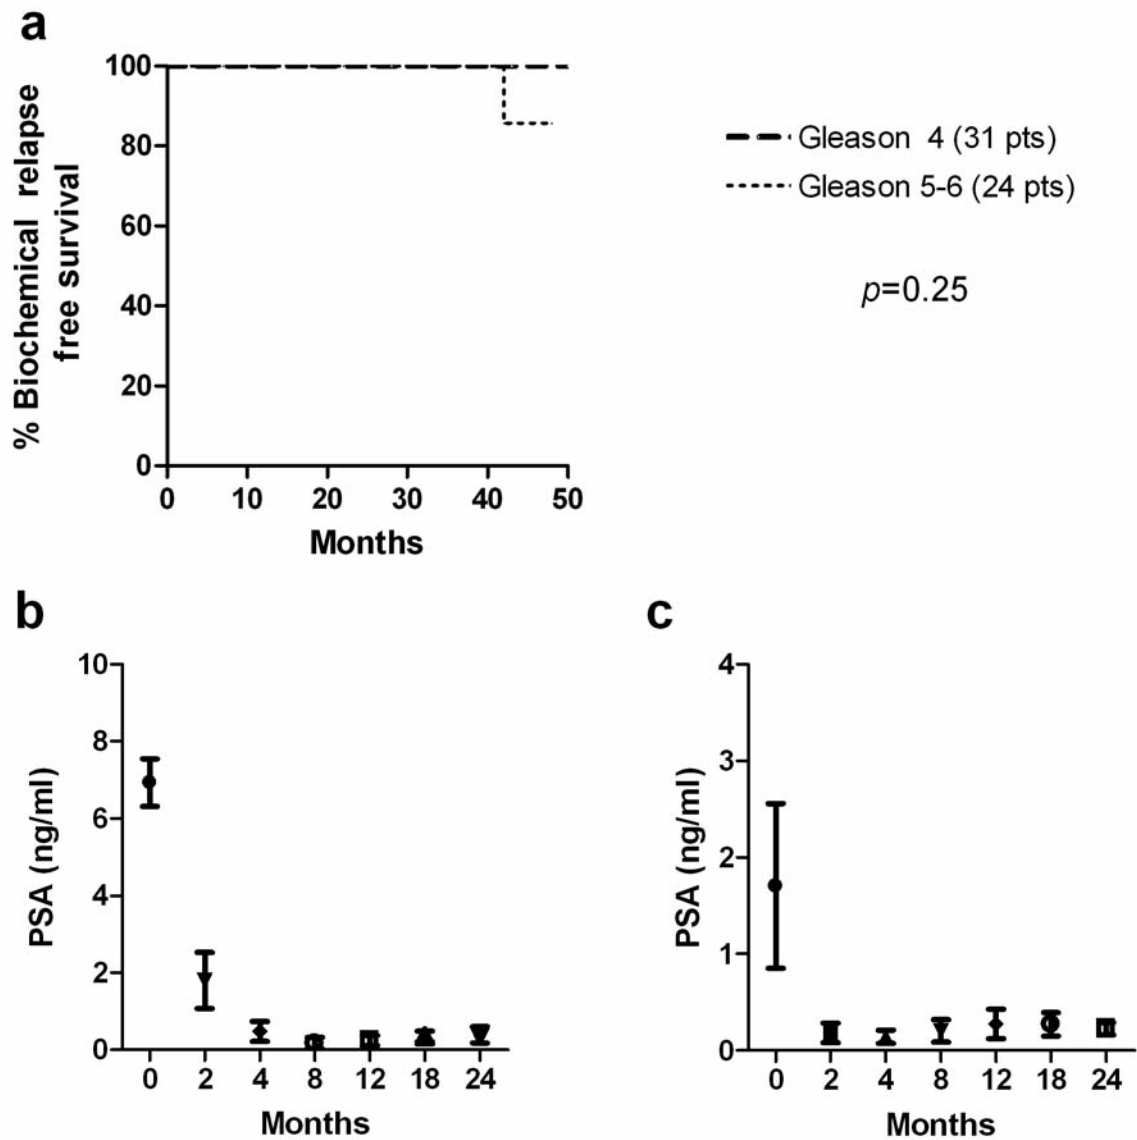 a
% Biochemical relapse
free survival
100
80
60
40
20
0
0 10 20 30 40 50
Months
Gleason 4 (31 pts)
Gleason 5-6 (24 pts)
p=0.25
b
PSA (ng/ml)
10
8
6
4
2
0
0 2 4 8 12 18 24
Months
c
PSA (ng/ml)
4
3
2
1
0
0 2 4 8 12 18 24
Months